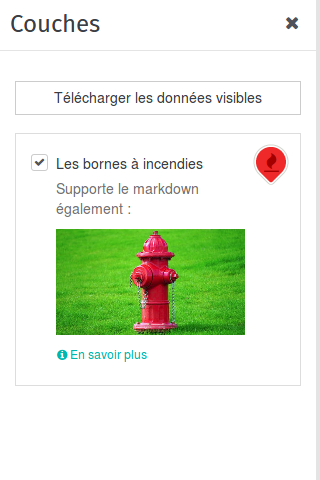 Couches
Télécharger les données visibles
Les bornes à incendies
Supporte le markdown
également :
En savoir plus